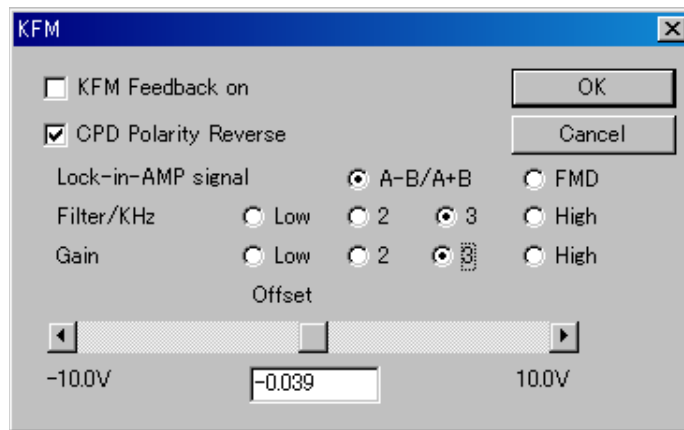 KFM
KFM Feedback on
OK
CPD Polarity Reverse
Cancel
Lock-in-AMP signal A-B/A+B FMD
Filter/KHz Low 2 3 High
Gain Low 2 3 High
Offset
-10.0V -0.039 10.0V